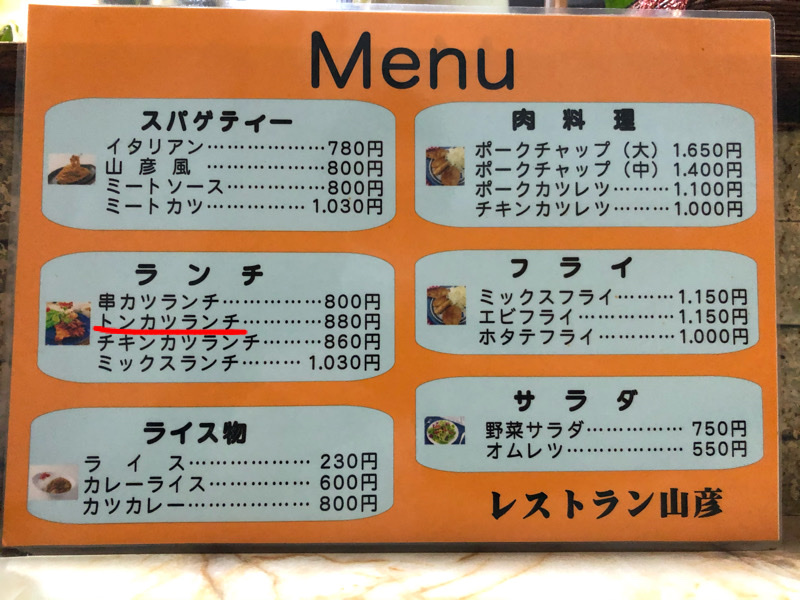 Menu
スパゲティー
イタリアン…………………780円
山彦風…………………800円
ミートソース………………800円
ミートカツ……………1.030円
ランチ
串カツランチ………………800円
トンカツランチ……………880円
チキンカツランチ…………860円
ミックスランチ………1.030円
ライス物
ライス………………230円
カレーライス………………600円
カツカレー…………………800円
肉料理
ポークチャップ（大）1.650円
ポークチャップ（中）1.400円
ポークカツレツ………1.100円
チキンカツレツ………1.000円
フライ
ミックスフライ…………1.150円
エビフライ………………1.150円
ホタテフライ……………1.000円
サラダ
野菜サラダ……………750円
オムレツ………………550円
レストラン山彦